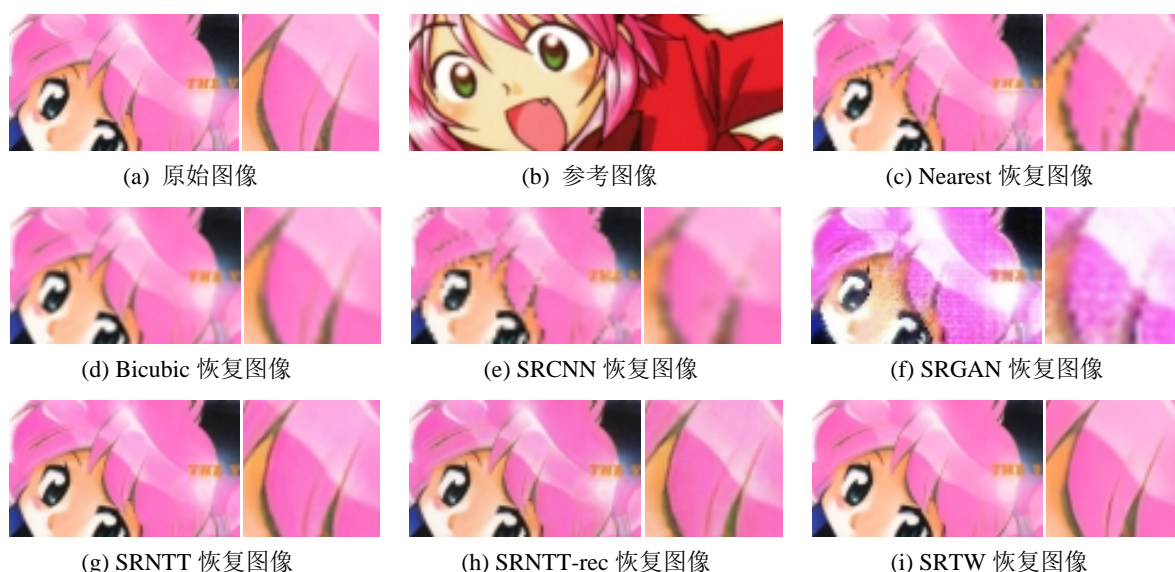 THE Y
(a) 原始图像
(b) 参考图像
(c) Nearest 恢复图像
(d) Bicubic 恢复图像
(e) SRCNN 恢复图像
(f) SRGAN 恢复图像
(g) SRNTT 恢复图像
(h) SRNTT-rec 恢复图像
(i) SRTW 恢复图像